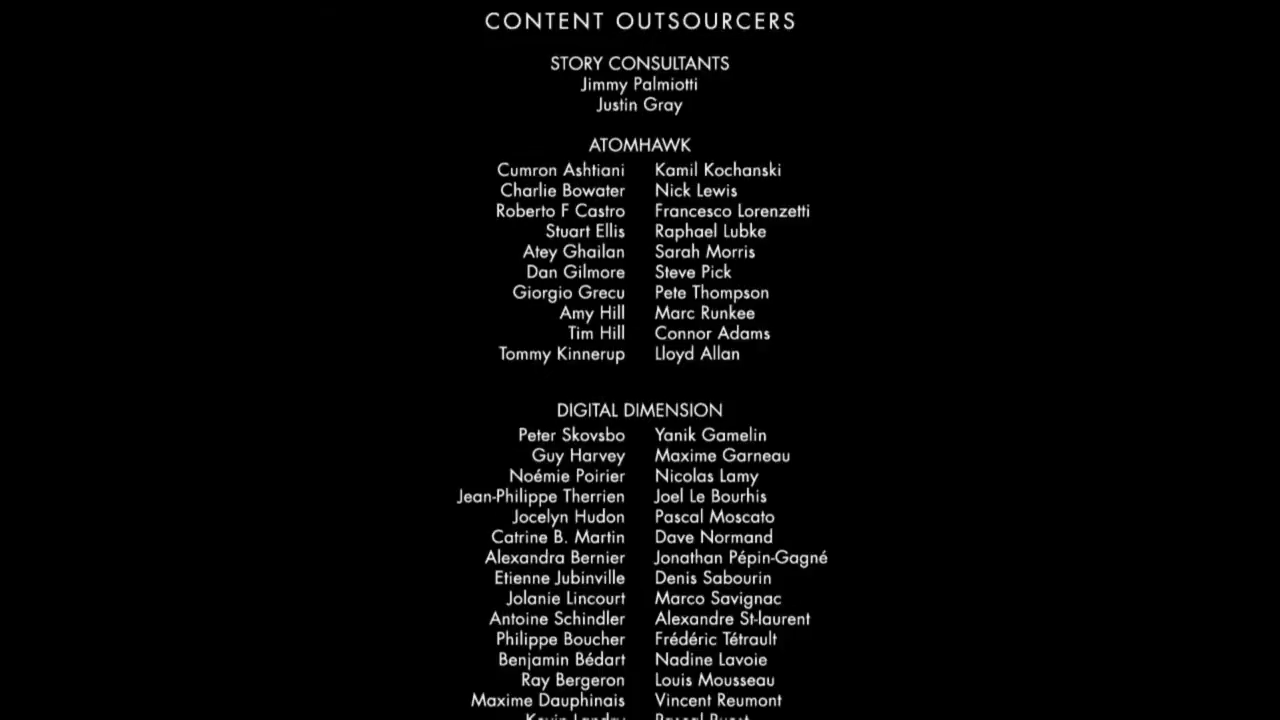 CONTENT OUTSOURCERS
STORY CONSULTANTS
Jimmy Palmiotti
Justin Gray
ATOMHAWK
Cumron Ashtiani Kamil Kochanski
Charlie Bowater Nick Lewis
Roberto F Castro Francesco Lorenzetti
Stuart Ellis Raphael Lubke
Atey Ghailan Sarah Morris
Dan Gilmore Steve Pick
Giorgio Grecu Pete Thompson
Amy Hill Marc Runkee
Tim Hill Connor Adams
Tommy Kinnerup Lloyd Allan
DIGITAL DIMENSION
Peter Skovsbo Yanik Gamelin
Guy Harvey Maxime Garneau
Noémie Poirier Nicolas Lamy
Jean-Philippe Therrien Joel Le Bourhis
Jocelyn Hudon Pascal Moscato
Catrine B. Martin Dave Normand
Alexandra Bernier Jonathan Pépin-Gagné
Etienne Jubinville Denis Sabourin
Jolanie Lincourt Marco Savignac
Antoine Schindler Alexandre St-laurent
Philippe Boucher Frédéric Tétrault
Benjamin Bédart Nadine Lavoie
Ray Bergeron Louis Mousseau
Maxime Dauphinais Vincent Reumont
Kevin Landry Pascal